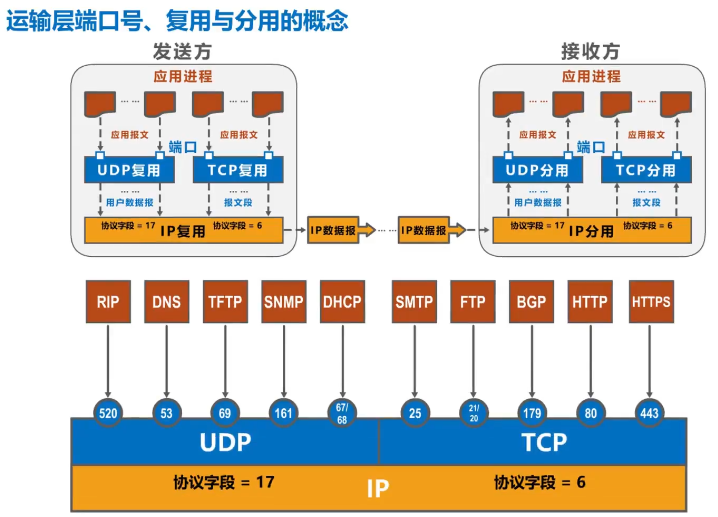 运输层端口号、复用与分用的概念
发送方 接收方
应用进程 应用进程
…… …… …… ……
应用报文 应用报文 应用报文 应用报文
端口 端口
UDP复用 TCP复用 UDP分用 TCP分用
…… …… …… ……
用户数据报 报文段 用户数据报 报文段
协议字段 = 17 IP复用 协议字段 = 6 IP数据报 …… IP数据报 协议字段 = 17 IP分用 协议字段 = 6
RIP DNS TFTP SNMP DHCP SMTP FTP BGP HTTP HTTPS
520 53 69 161 67/68 25 21/20 179 80 443
UDP TCP
协议字段 = 17 IP 协议字段 = 6